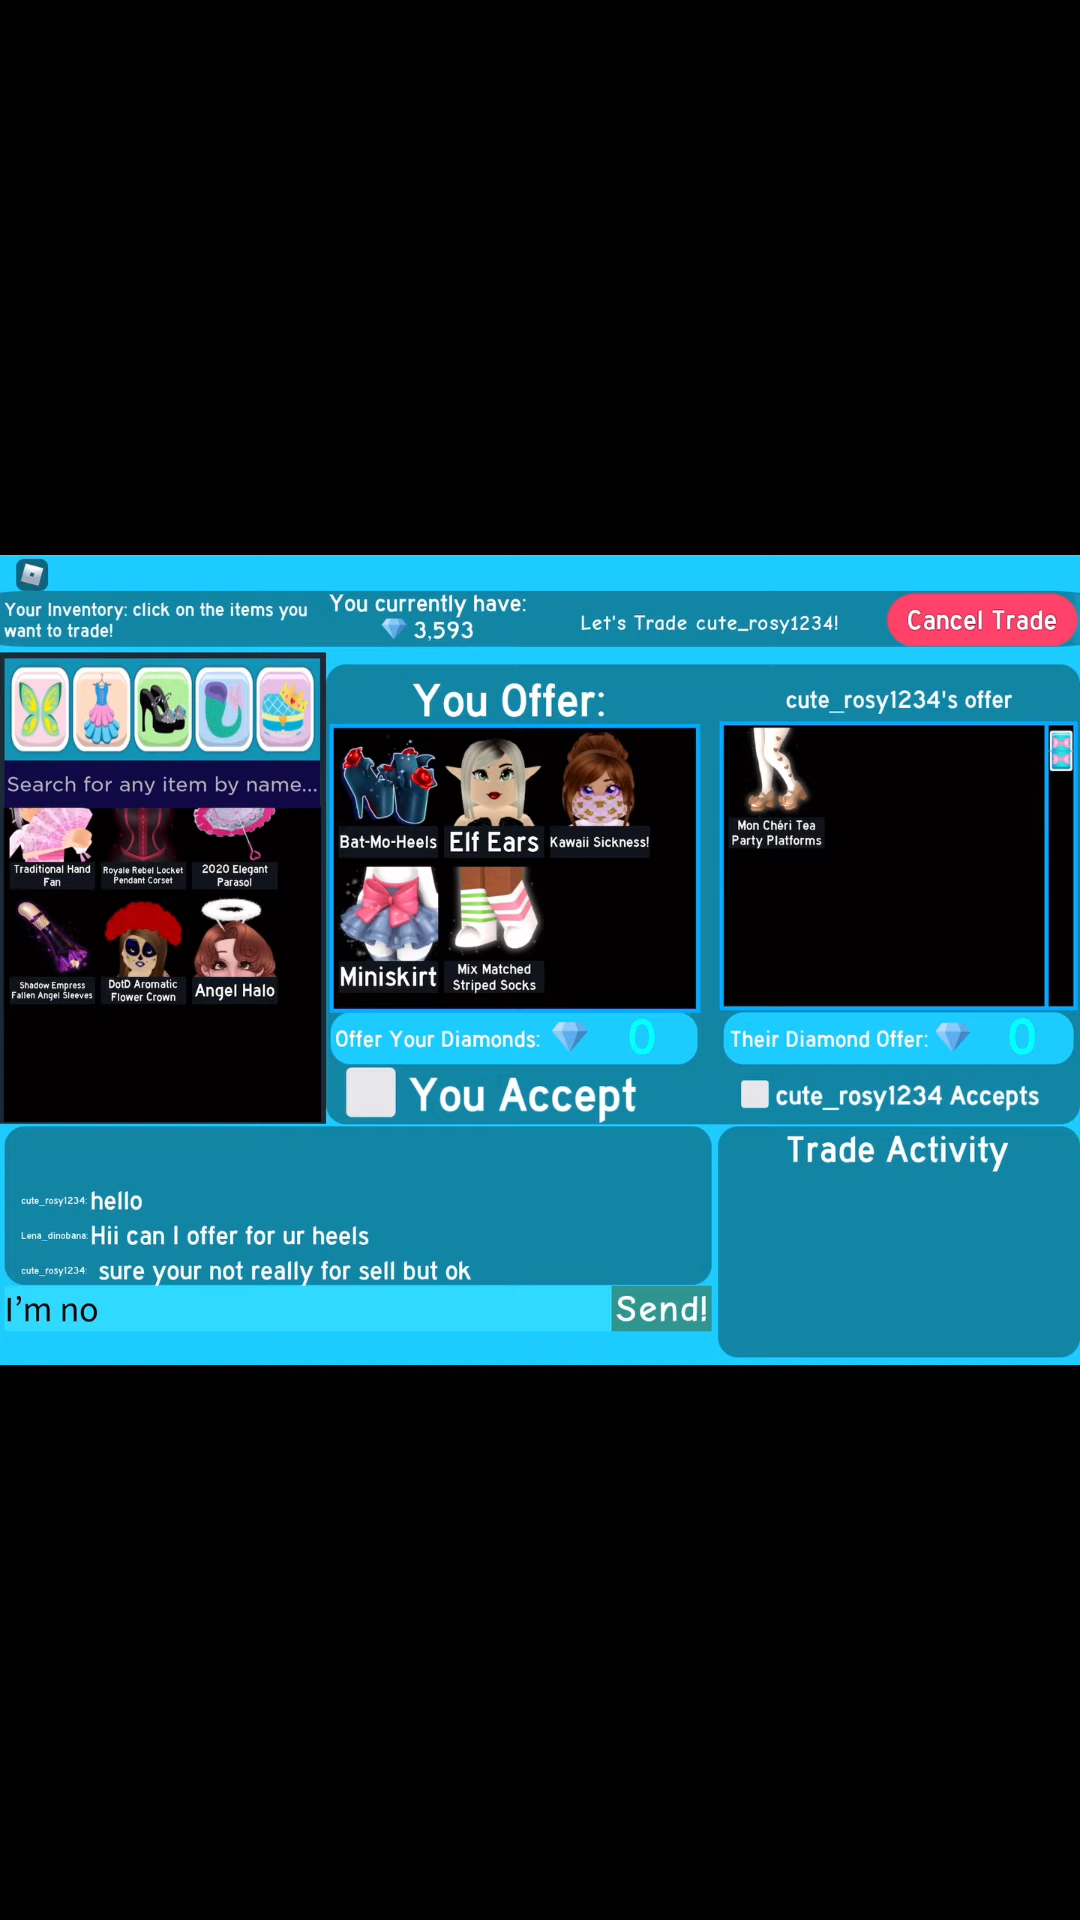 Your Inventory: click on the items you
want to trade!
You currently have:
3,593
Let's Trade cute_rosy1234!
Cancel Trade
Search for any item by name...
Traditional Hand
Fan
Royale Rebel Locket
Pendant Corset
2020 Elegant
Parasol
Shadow Empress
Fallen Angel Sleeves
DotD Aromatic
Flower Crown
Angel Halo
You Offer:
Bat-Mo-Heels
Elf Ears
Kawaii Sickness!
Miniskirt
Mix Matched
Striped Socks
Offer Your Diamonds: 0
You Accept
cute_rosy1234's offer
Mon Chéri Tea
Party Platforms
Their Diamond Offer: 0
cute_rosy1234 Accepts
cute_rosy1234: hello
Lena_dinobana: Hii can I offer for ur heels
cute_rosy1234: sure your not really for sell but ok
I’m no
Send!
Trade Activity